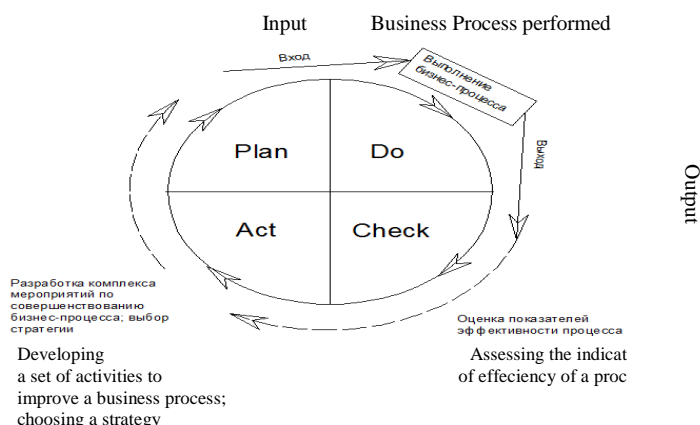 Input Business Process performed
Вход
Выполнение
бизнес-процесса
Plan Do
Выход
Output
Act Check
Разработка комплекса
мероприятий по
совершенствованию
бизнес-процесса; выбор
стратегии
Оценка показателей
эффективности процесса
Developing
a set of activities to
improve a business process;
choosing a strategy
Assessing the indicat
of effeciency of a proc